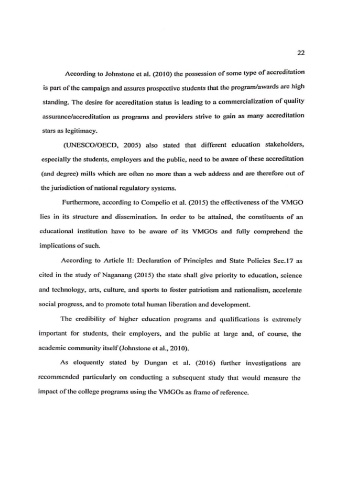 22
According to Johnstone et al. (2010) the possession of some type of accreditation
is part of the campaign and assures prospective students that the program/awards are high
standing. The desire for accreditation status is leading to a commercialization of quality
assurance/accreditation as programs and providers strive to gain as many accreditation
stars as legitimacy.
(UNESCO/OECD, 2005) also stated that different education stakeholders,
especially the students, employers and the public, need to be aware of these accreditation
(and degree) mills which are often no more than a web address and are therefore out of
the jurisdiction of national regulatory systems.
Furthermore, according to Compelio et al. (2015) the effectiveness of the VMGO
lies in its structure and dissemination. In order to be attained, the constituents of an
educational institution have to be aware of its VMGOs and fully comprehend the
implications of such.
According to Article II: Declaration of Principles and State Policies Sec.17 as
cited in the study of Naganang (2015) the state shall give priority to education, science
and technology, arts, culture, and sports to foster patriotism and nationalism, accelerate
social progress, and to promote total human liberation and development.
The credibility of higher education programs and qualifications is extremely
important for students, their employers, and the public at large and, of course, the
academic community itself (Johnstone et al., 2010).
As eloquently stated by Dungan et al. (2016) further investigations are
recommended particularly on conducting a subsequent study that would measure the
impact of the college programs using the VMGOs as frame of reference.